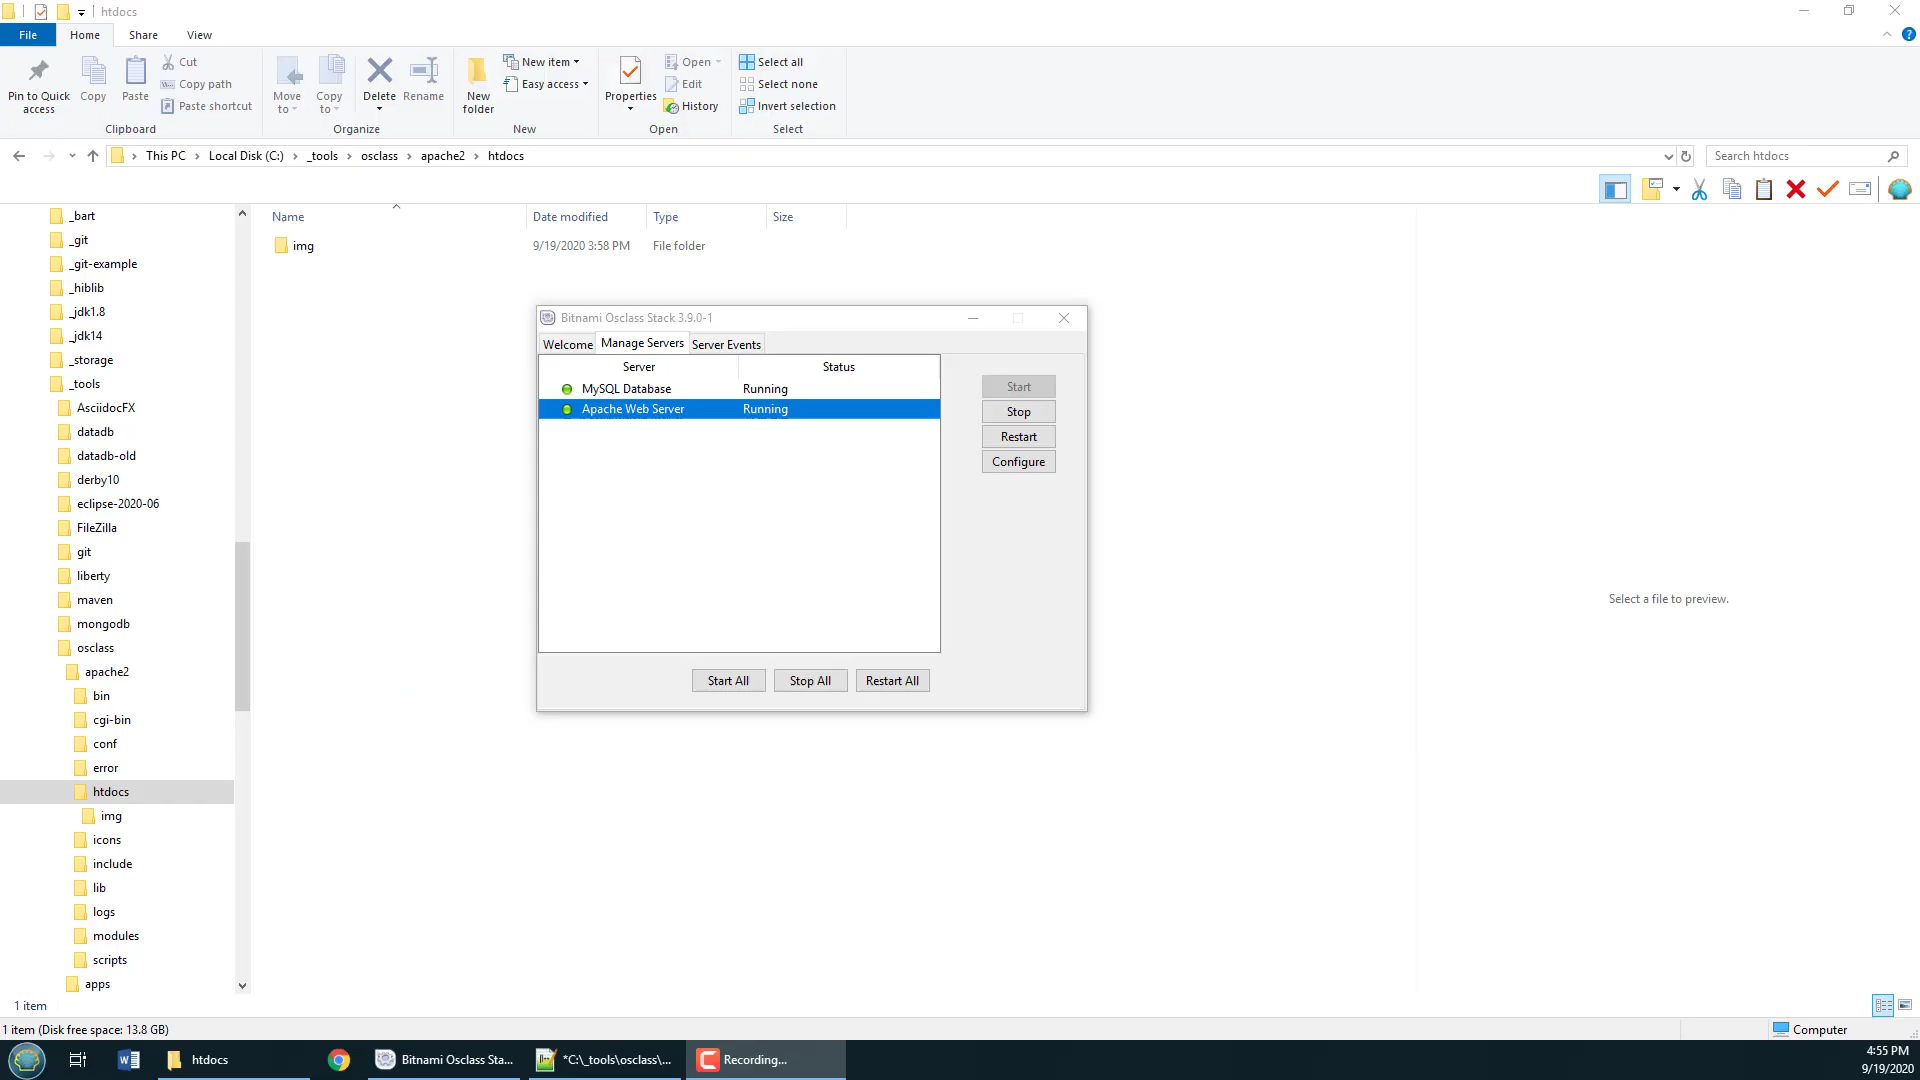 htdocs
File
Home
Share
View
Pin to Quick
access
Copy
Paste
Cut
Copy path
Paste shortcut
Clipboard
Move
to
Copy
to
Delete
Rename
Organize
New
folder
New item
Easy access
New
Properties
Open
Edit
History
Open
Select all
Select none
Invert selection
Select
This PC
Local Disk (C:)
_tools
osclass
apache2
htdocs
Search htdocs
_bart
_git
_git-example
_hiblib
_jdk1.8
_jdk14
_storage
_tools
AsciidocFX
datadb
datadb-old
derby10
eclipse-2020-06
FileZilla
git
liberty
maven
mongodb
osclass
apache2
bin
cgi-bin
conf
error
htdocs
img
icons
include
lib
logs
modules
scripts
apps
Name
Date modified
Type
Size
img
9/19/2020 3:58 PM
File folder
Bitnami Osclass Stack 3.9.0-1
Welcome
Manage Servers
Server Events
Server
Status
MySQL Database
Running
Apache Web Server
Running
Start
Stop
Restart
Configure
Start All
Stop All
Restart All
Select a file to preview.
1 item
1 item (Disk free space: 13.8 GB)
Computer
htdocs
Bitnami Osclass Sta...
*C:\_tools\osclass\...
Recording...
4:55 PM
9/19/2020